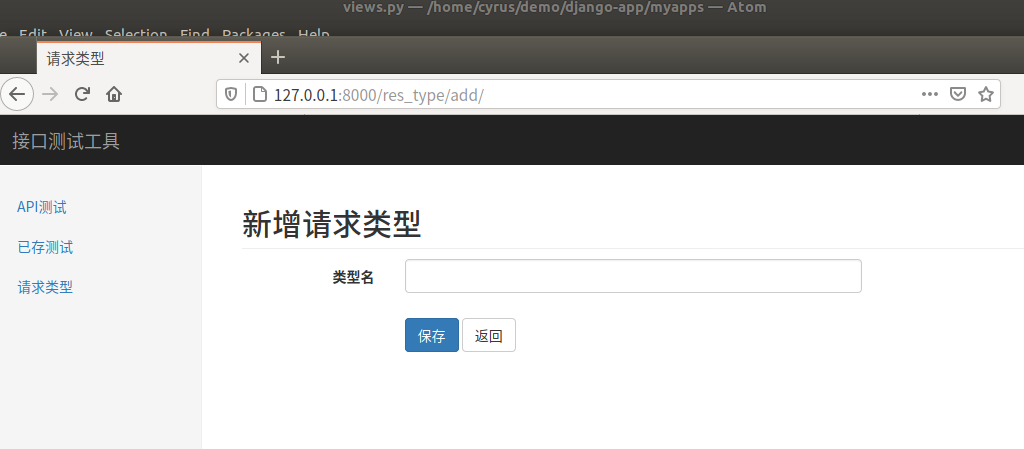 views.py — /home/cyrus/demo/django-app/myapps — Atom
e Edit View Selection Find Packages Help
请求类型
127.0.0.1:8000/res_type/add/
接口测试工具
API测试
已存测试
请求类型
新增请求类型
类型名
保存 返回